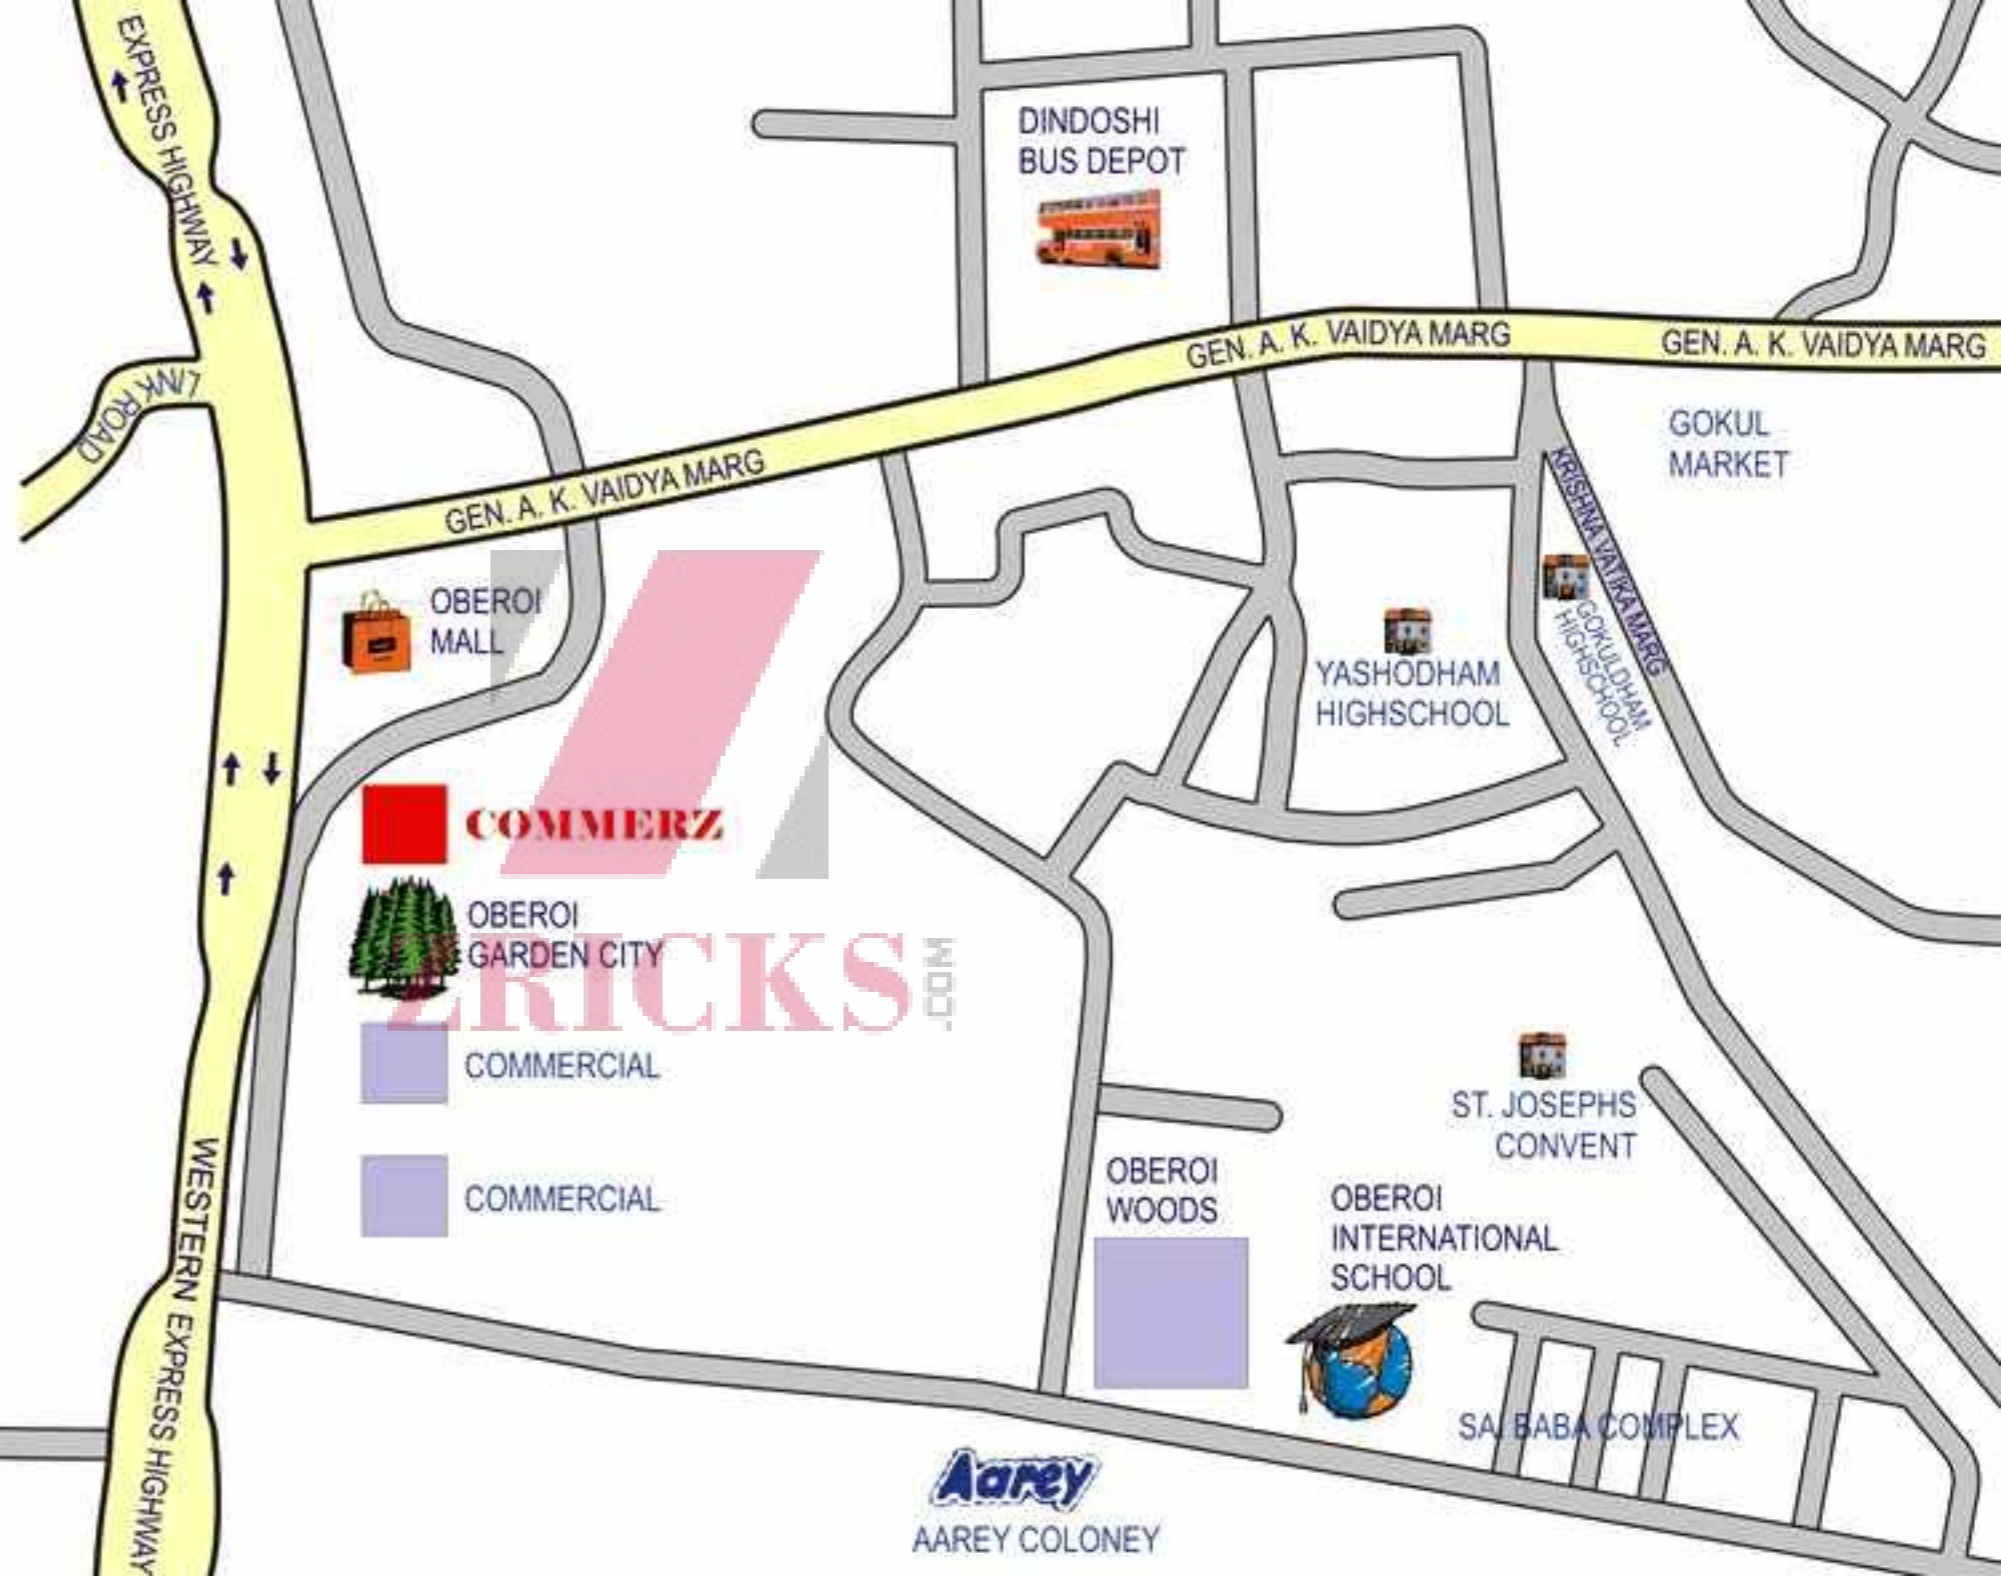 EXPRESS HIGHWAY
DINDOSHI
BUS DEPOT
LINK ROAD
GEN. A. K. VAIDYA MARG
GEN. A. K. VAIDYA MARG
GEN. A. K. VAIDYA MARG
GOKUL
MARKET
KRISHNA VATIKA MARG
OBEROI
MALL
GOKULDHAM
HIGHSCHOOL
YASHODHAM
HIGHSCHOOL
COMMERZ
OBEROI
GARDEN CITY
ZRICKS.COM
COMMERCIAL
ST. JOSEPHS
CONVENT
COMMERCIAL
OBEROI
WOODS
OBEROI
INTERNATIONAL
SCHOOL
WESTERN EXPRESS HIGHWAY
SAI BABA COMPLEX
Aarey
AAREY COLONEY